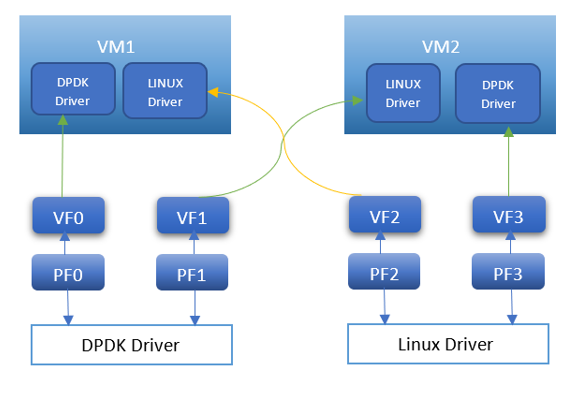 VM1
DPDK
Driver
LINUX
Driver
VM2
LINUX
Driver
DPDK
Driver
VF0
VF1
VF2
VF3
PF0
PF1
PF2
PF3
DPDK Driver
Linux Driver